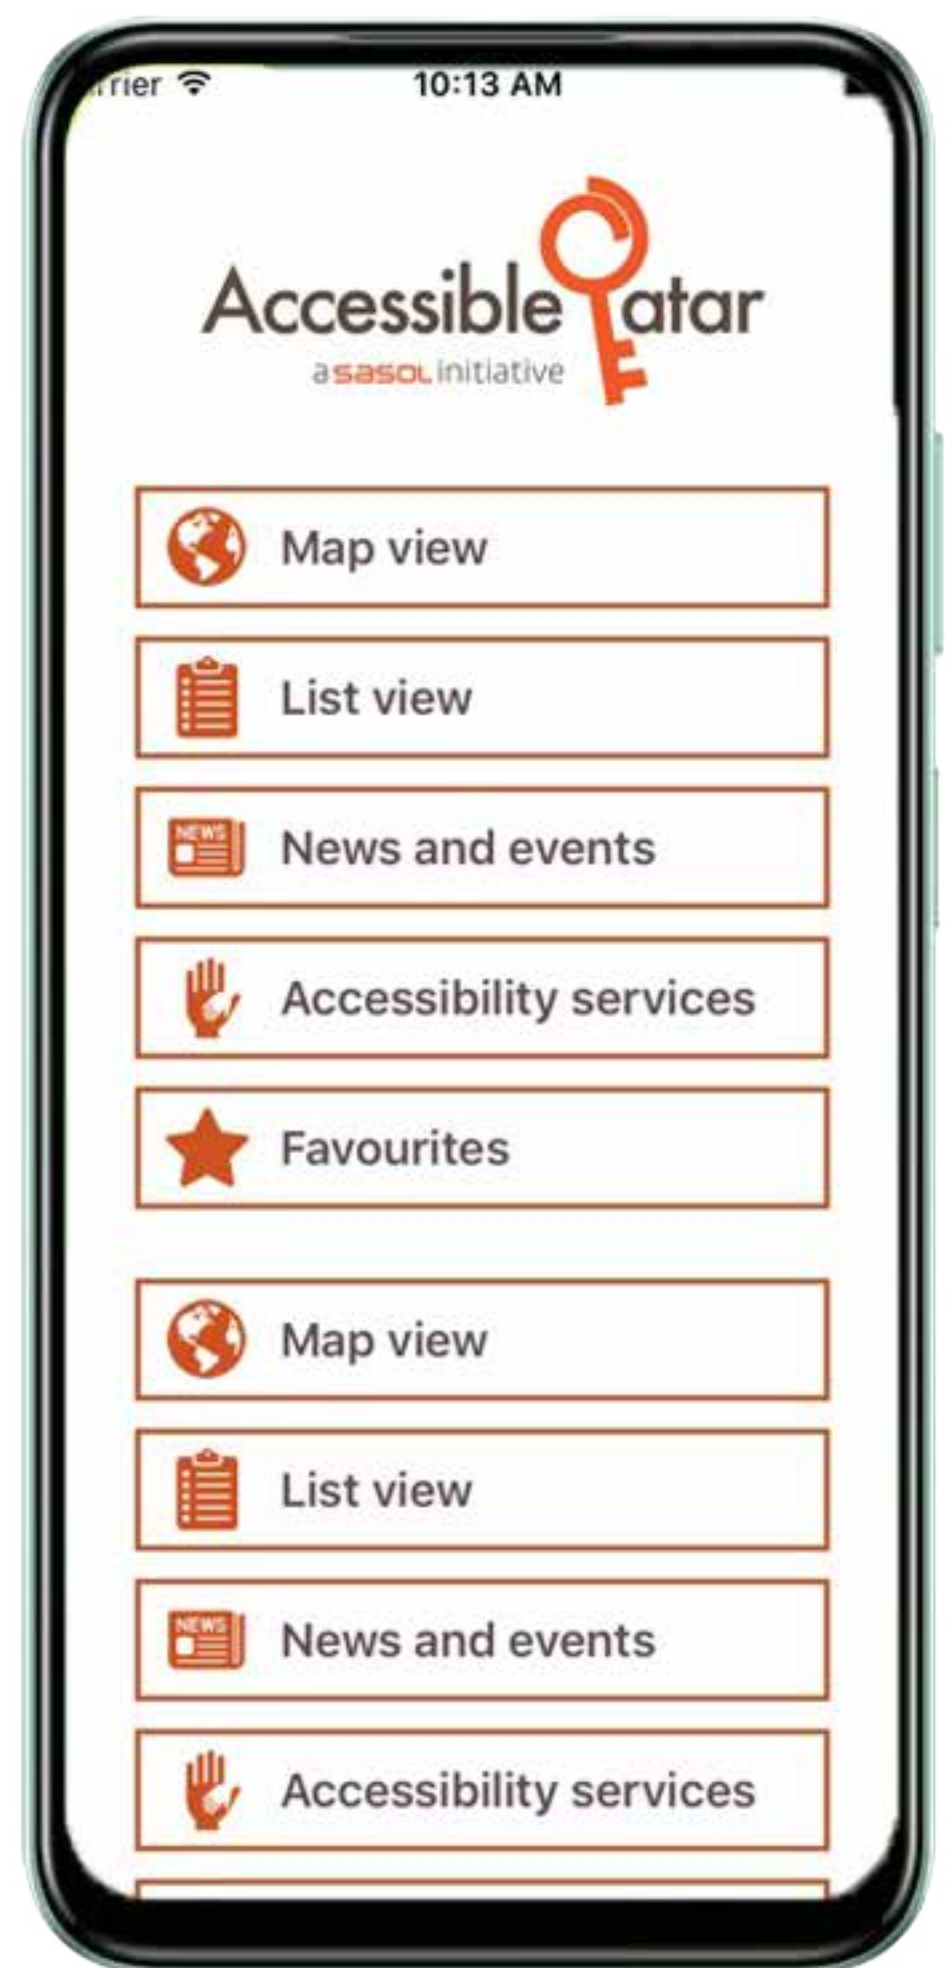 10:13 AM
Accessible Qatar
a sasol initiative
Map view
List view
NEWS
News and events
Accessibility services
Favourites
Map view
List view
NEWS
News and events
Accessibility services